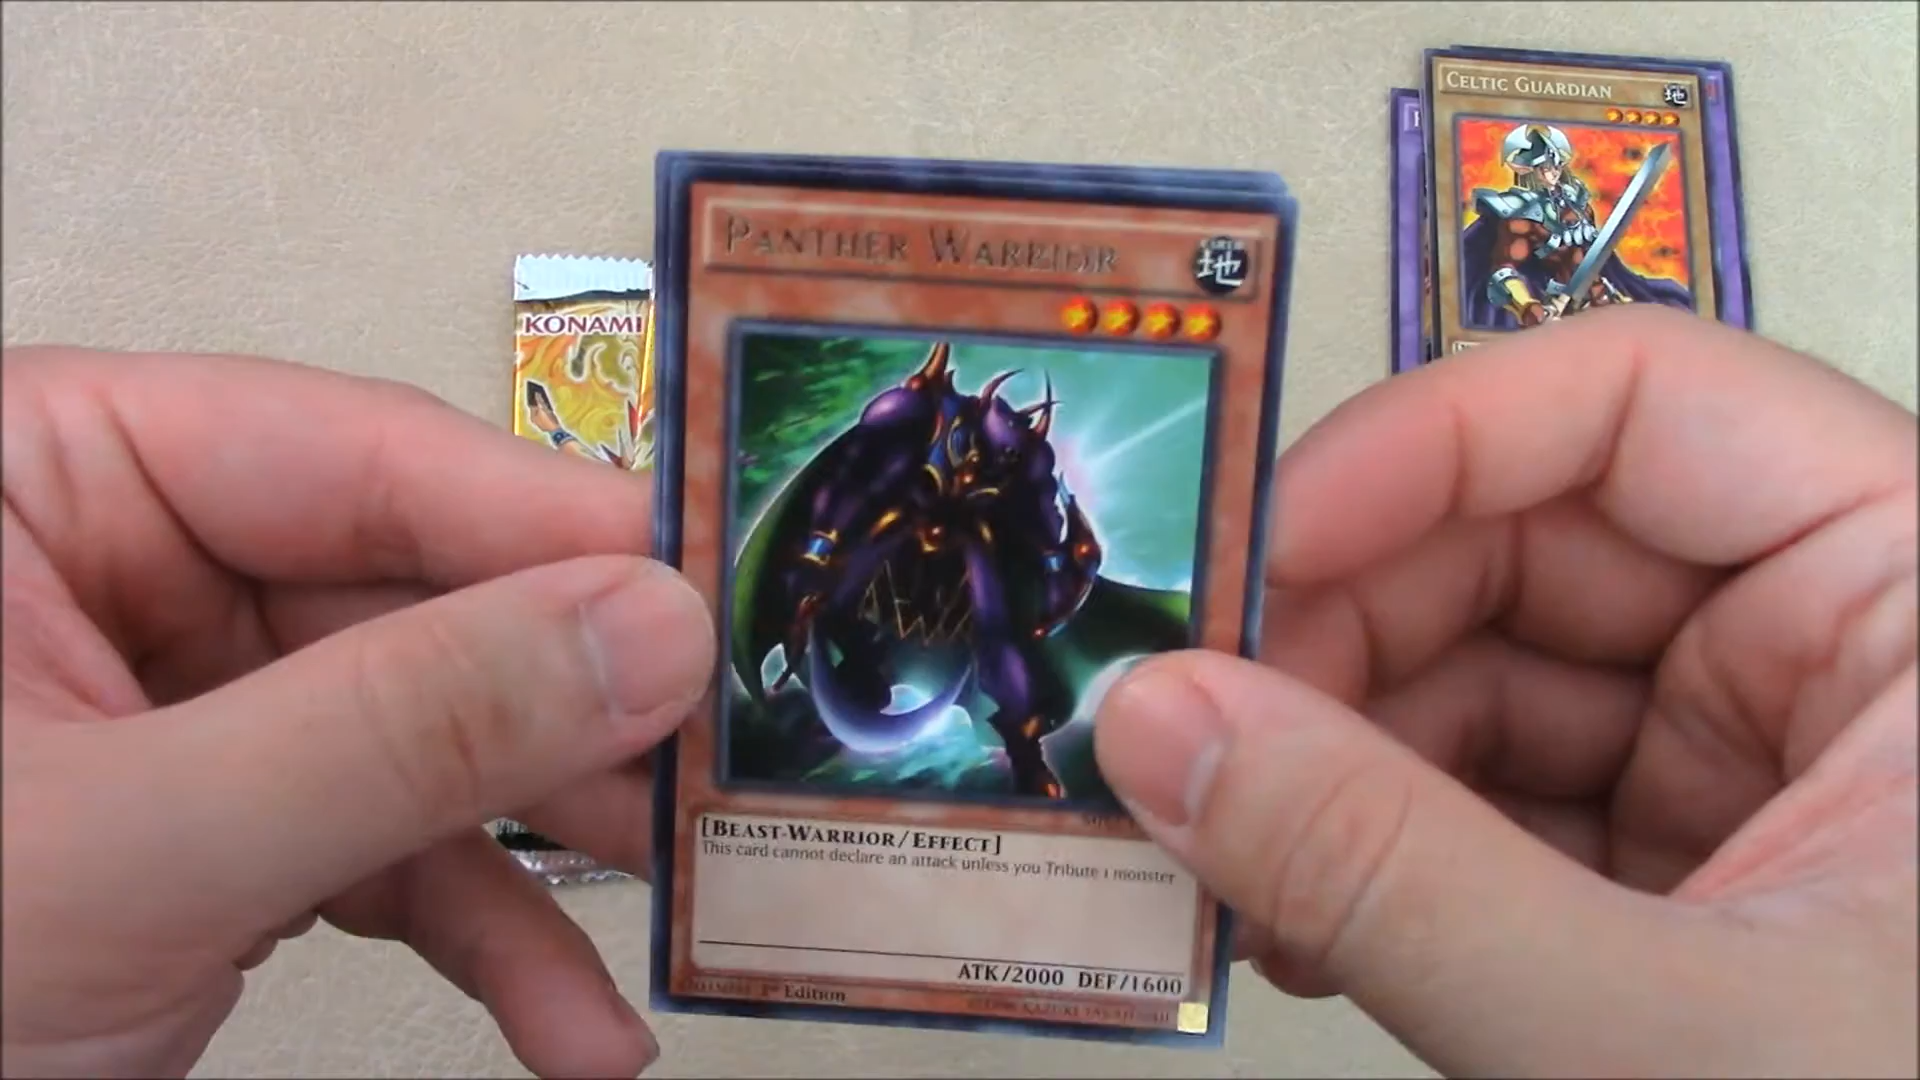 CELTIC GUARDIAN
地
PANTHER WARRIOR
EARTH
地
KONAMI
[BEAST-WARRIOR/EFFECT]
This card cannot declare an attack unless you Tribute 1 monster
ATK/2000 DEF/1600
1st Edition